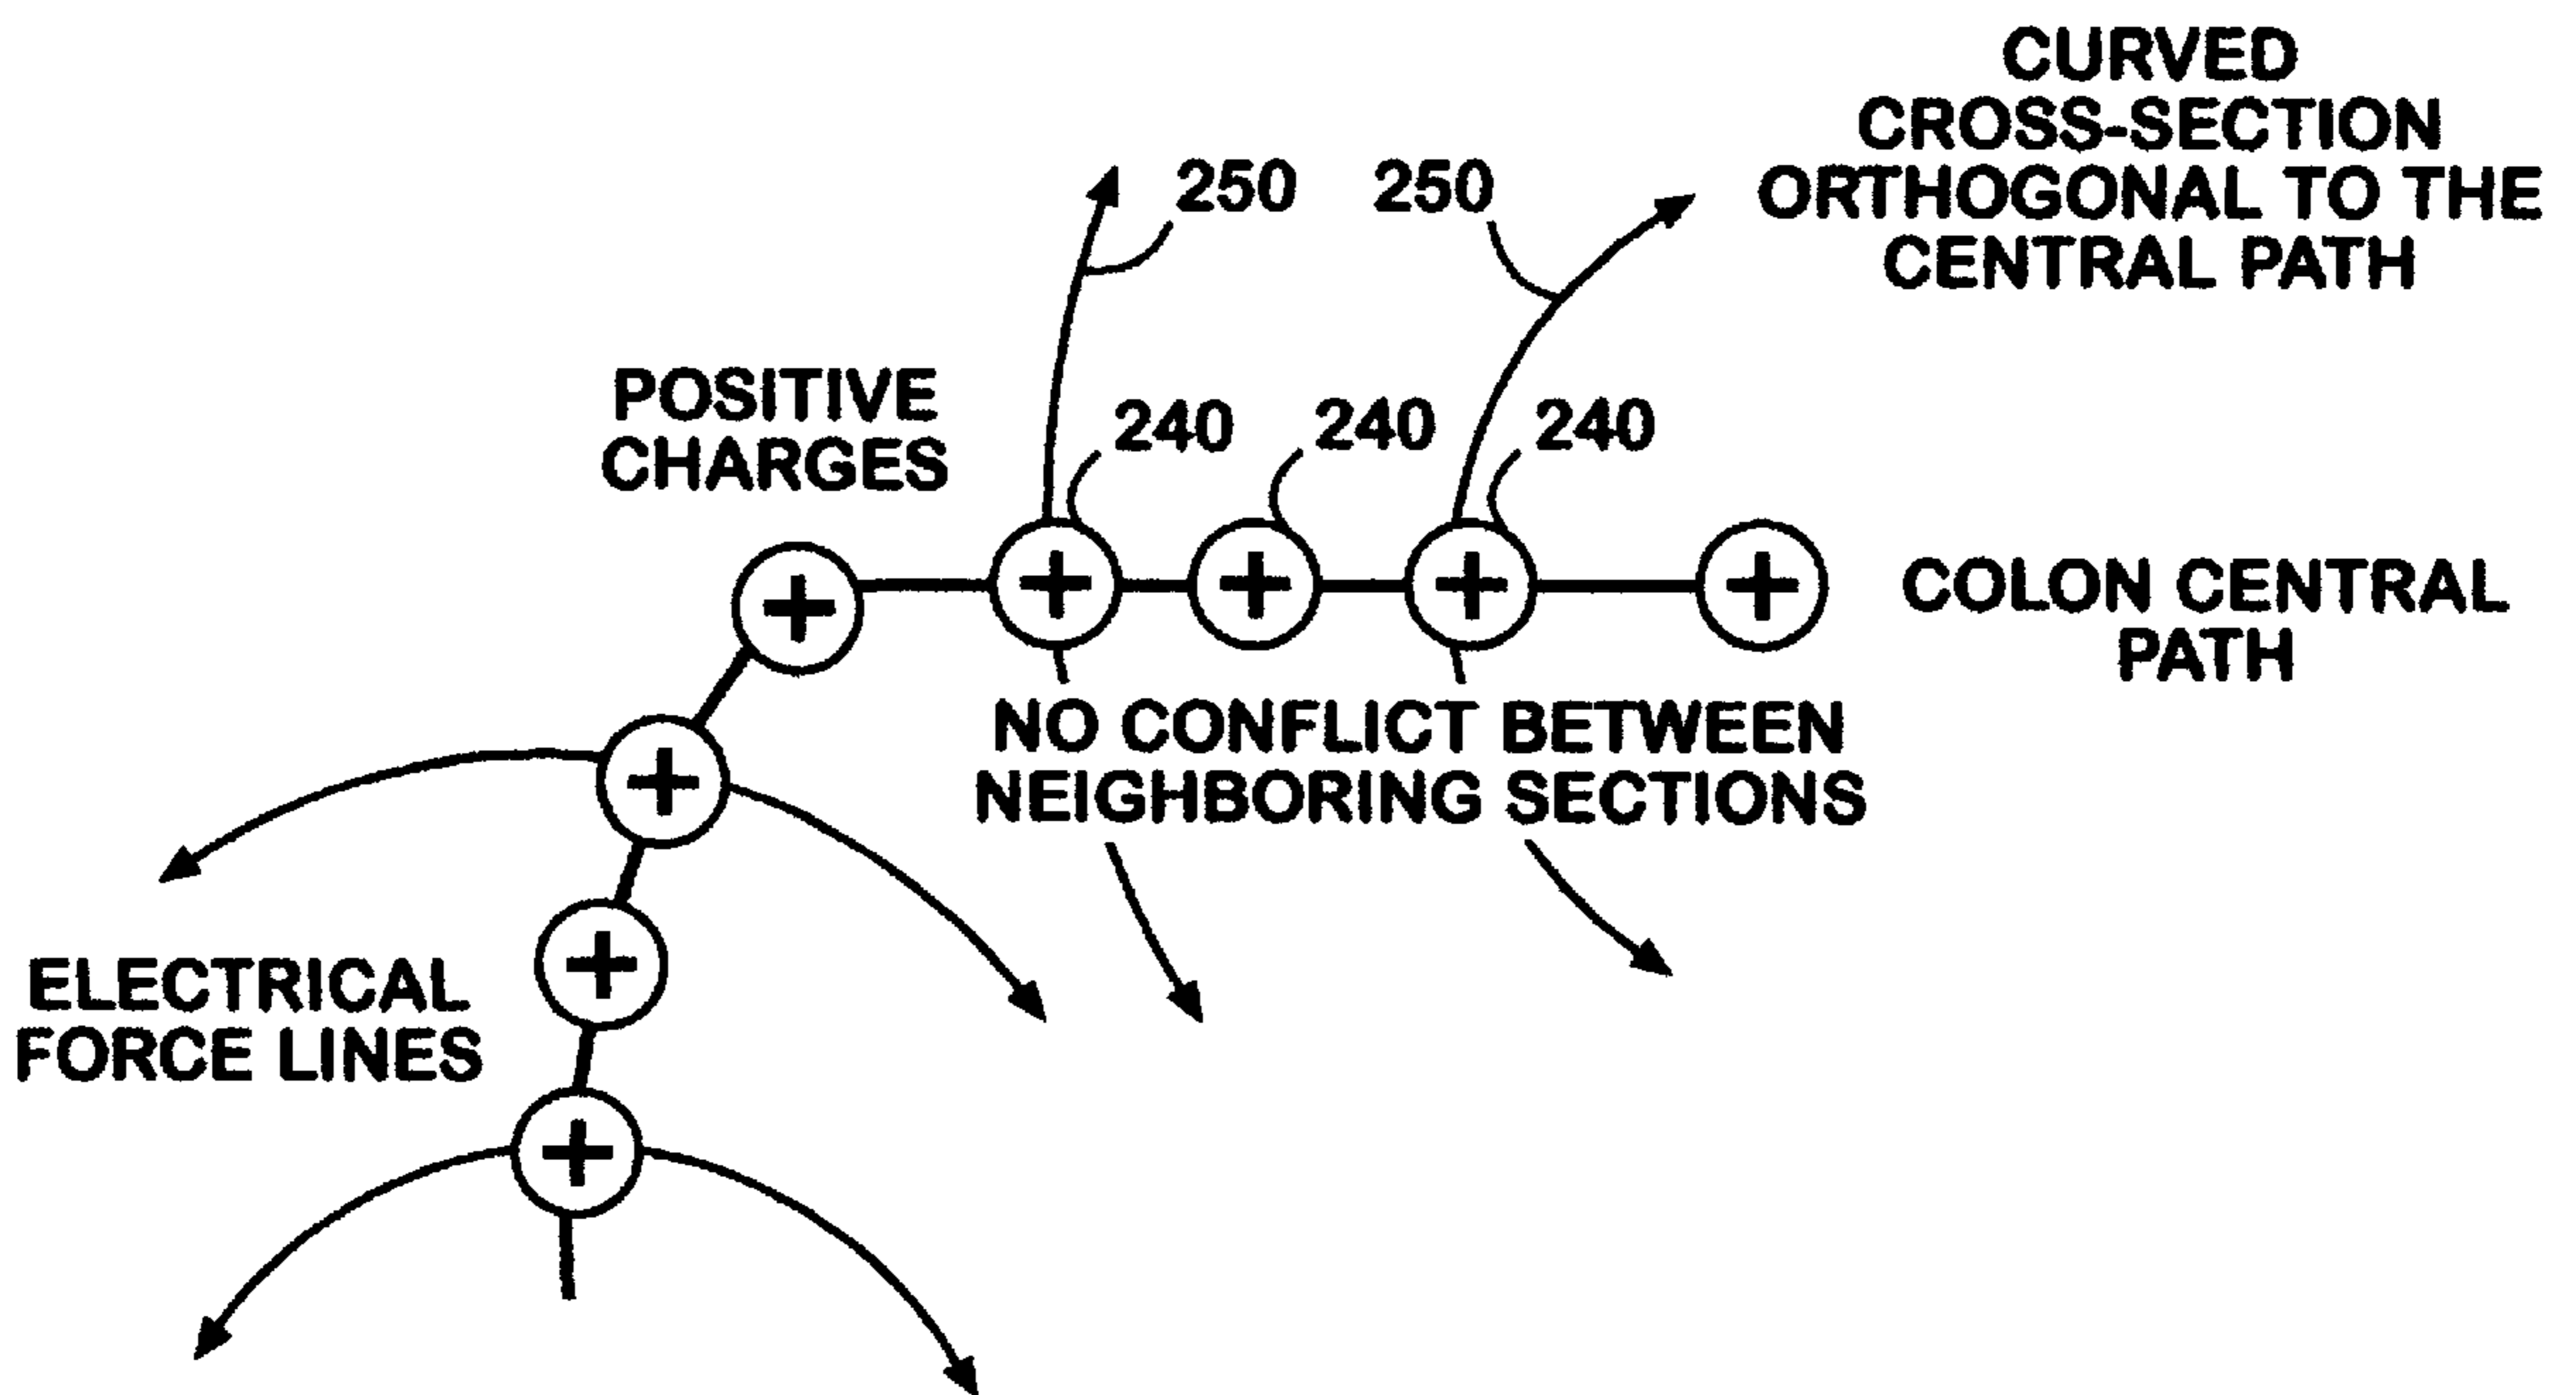 CURVED
CROSS-SECTION
ORTHOGONAL TO THE
CENTRAL PATH
250
250
POSITIVE
CHARGES
240
240
240
+
+
+
+
+
COLON CENTRAL
PATH
NO CONFLICT BETWEEN
NEIGHBORING SECTIONS
+
+
ELECTRICAL
FORCE LINES
+